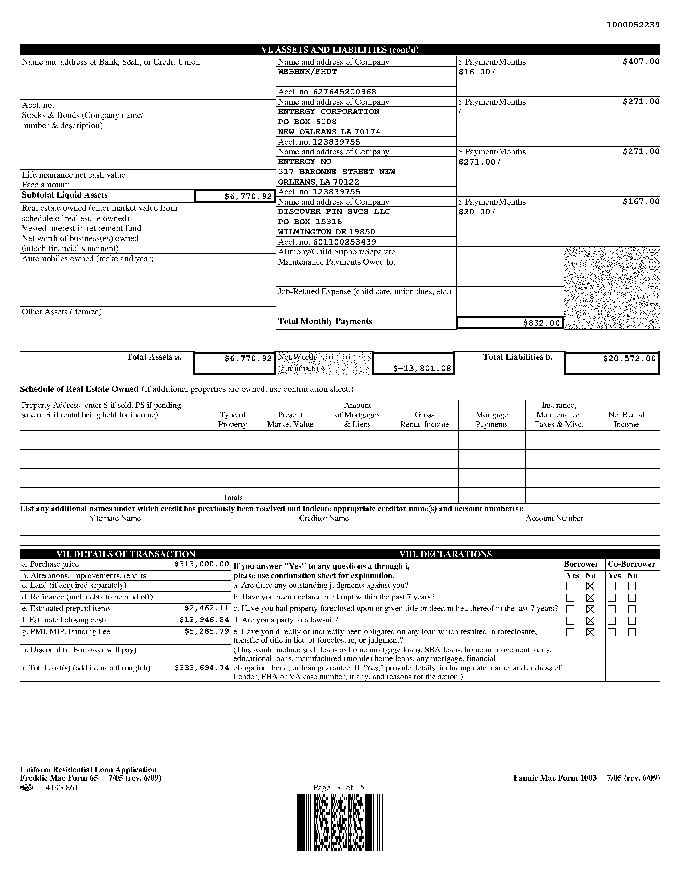 1000052239
VI. ASSETS AND LIABILITIES (cont'd)
Name and address of Bank, S&L, or Credit Union
Name and address of Company
$ Payment/Months
$407.00
WEBBNK/FHUT
$16.00/
Acct. no. 627645200368
Acct. no.
Name and address of Company
$ Payment/Months
$271.00
Stocks & Bonds (Company name/
number & description)
ENTERGY CORPORATION
/
PO BOX 6008
NEW ORLEANS LA 70174
Acct. no. 123839755
Name and address of Company
$ Payment/Months
$271.00
ENTERGY NO
$271.00/
317 BARONNE STREET NEW
ORLEANS, LA 70122
Life insurance net cash value
Face amount:
Acct. no. 123839755
Subtotal Liquid Assets
$6,770.92
Name and address of Company
$ Payment/Months
$167.00
Real estate owned (enter market value from
schedule of real estate owned)
DISCOVER FIN SVCS LLC
$20.00/
PO BOX 15316
Vested interest in retirement fund
WILMINGTON DE 19850
Net worth of business(es) owned
(attach financial statement)
Acct. no. 601100253439
Automobiles owned (make and year)
Alimony/Child Support/Separate
Maintenance Payments Owed to:
Job-Related Expense (child care, union dues, etc.)
Other Assets (itemize)
Total Monthly Payments
$832.00
Total Assets a.
$6,770.92
Net Worth
$-13,801.08
Total Liabilities b.
$20,572.00
Schedule of Real Estate Owned (If additional properties are owned, use continuation sheet.)
Property Address (enter S if sold, PS if pending
sale or R if rental being held for income)
Type of
Property
Present
Market Value
Amount
of Mortgages
& Liens
Gross
Rental Income
Mortgage
Payments
Insurance,
Maintenance
Taxes & Misc.
Net Rental
Income
Totals
List any additional names under which credit has previously been received and indicate appropriate creditor name(s) and account number(s):
Alternate Name
Creditor Name
Account Number
VII. DETAILS OF TRANSACTION
VIII. DECLARATIONS
a. Purchase price
$313,000.00
If you answer "Yes" to any questions a through i,
please use continuation sheet for explanation.
Borrower
Co-Borrower
Yes No
Yes No
b. Alterations, improvements, repairs
c. Land (if acquired separately)
a. Are there any outstanding judgments against you?
d. Refinance (incl. debts to be paid off)
b. Have you been declared bankrupt within the past 7 years?
e. Estimated prepaid items
$2,462.11
c. Have you had property foreclosed upon or given title or deed in lieu thereof in the last 7 years?
f. Estimated closing costs
$12,946.84
d. Are you a party to a lawsuit?
g. PMI, MIP, Funding Fee
$5,285.79
e. Have you directly or indirectly been obligated on any loan which resulted in foreclosure,
transfer of title in lieu of foreclosure, or judgment?
h. Discount (if Borrower will pay)
(This would include such loans as home mortgage loans, SBA loans, home improvement loans,
educational loans, manufactured (mobile) home loans, any mortgage, financial
i. Total costs (add items a through h)
$333,694.74
obligation, bond, or loan guarantee. If "Yes," provide details, including date, name, and address of
Lender, FHA or VA case number, if any, and reasons for the action.)
Uniform Residential Loan Application
Freddie Mac Form 65 7/05 (rev. 6/09)
Fannie Mae Form 1003 7/05 (rev. 6/09)